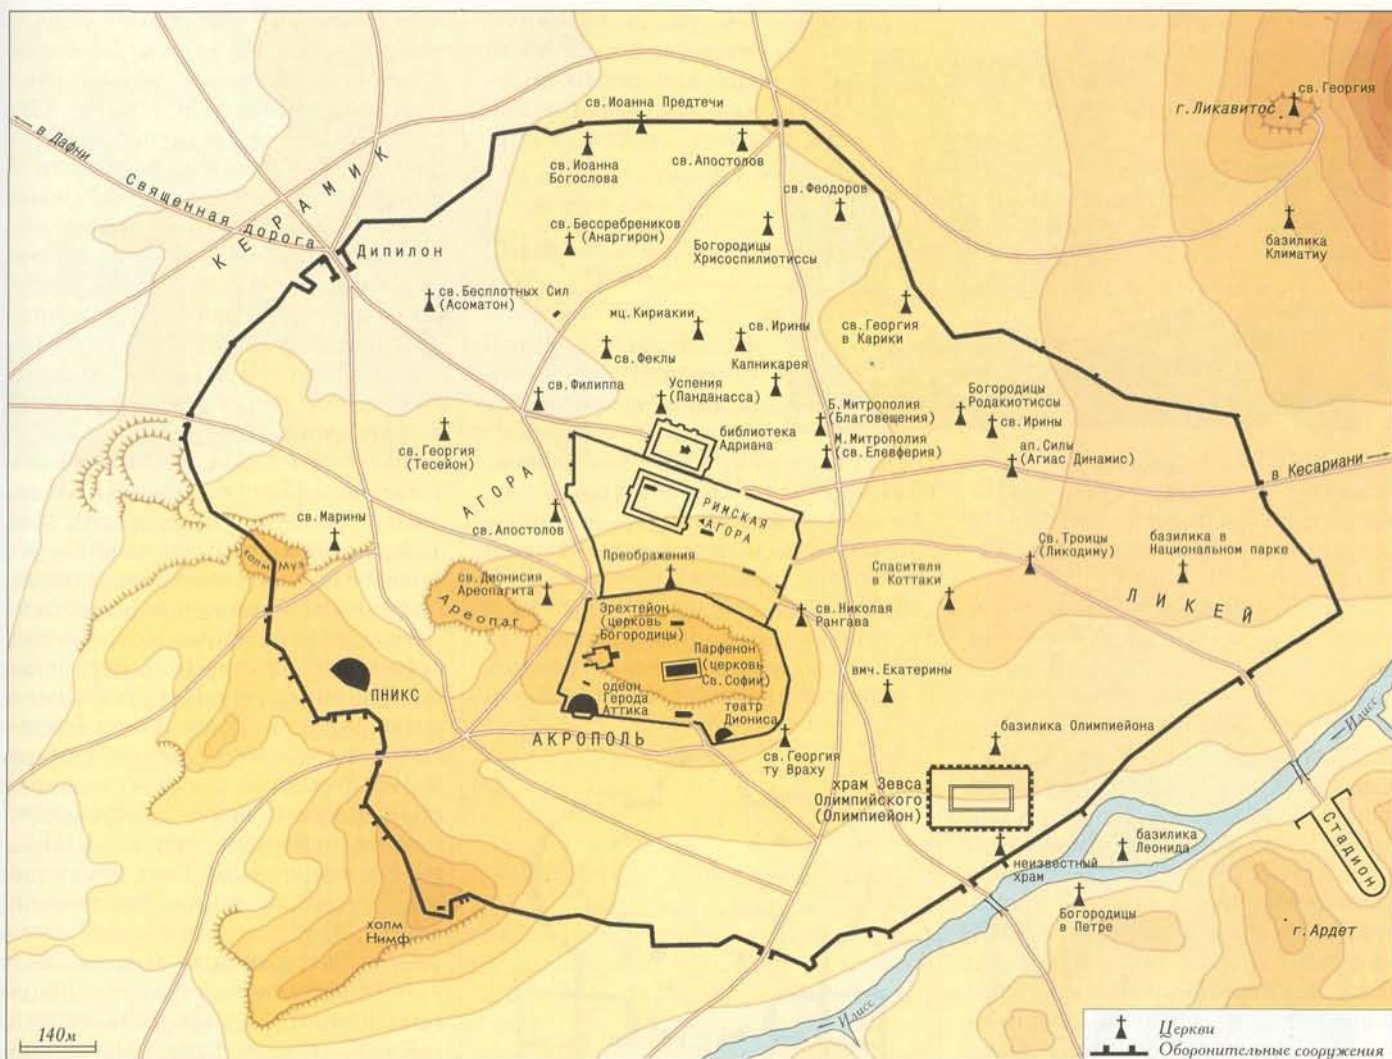 св.Иоанна Предтечи
св.Георгия
г.Ликавитос
← в Дафни
Священная дорога
КЕРАМИК
св.Иоанна
Богослова
св.Апостолов
св.Феодоров
св.Бессребреников
(Анаргирон)
Богородицы
Хрисоспилиотиссы
базилика
Климатиу
Дипилон
св.Бесплотных Сил
(Асоматон)
мц.Кириакии
св.Ирины
св.Георгия
в Карики
св.Феклы
Капникарея
св.Филиппа
Успения
(Панданасса)
Богородицы
Родакиотиссы
Б.Митрополия
(Благовещения)
св.Ирины
библиотека
Адриана
М.Митрополия
(св.Елевферия)
св.Георгия
(Тесейон)
ап.Силы
(Агиас Динамис)
в Кесариани →
АГОРА
РИМСКАЯ
АГОРА
св.Марины
св.Апостолов
холм Муз
Преображения
Св.Троицы
(Ликодиму)
базилика в
Национальном парке
Спасителя
в Коттаки
св.Дионисия
Ареопагита
Ареопаг
ЛИКЕЙ
Эрехтейон
(церковь
Богородицы)
св.Николая
Рангава
Парфенон
(церковь
Св.Софии)
вмч.Екатерины
ПНИКС
одеон
Герода
Аттика
театр
Диониса
АКРОПОЛЬ
св.Георгия
ту Враху
базилика Олимпиейона
←Илисс
храм Зевса
Олимпийского
(Олимпиейон)
Стадион
базилика
Леонида
неизвестный
храм
Богородицы
в Петре
г.Ардет
холм
Нимф
←Илисс
140м
Церкви
Оборонительные сооружения